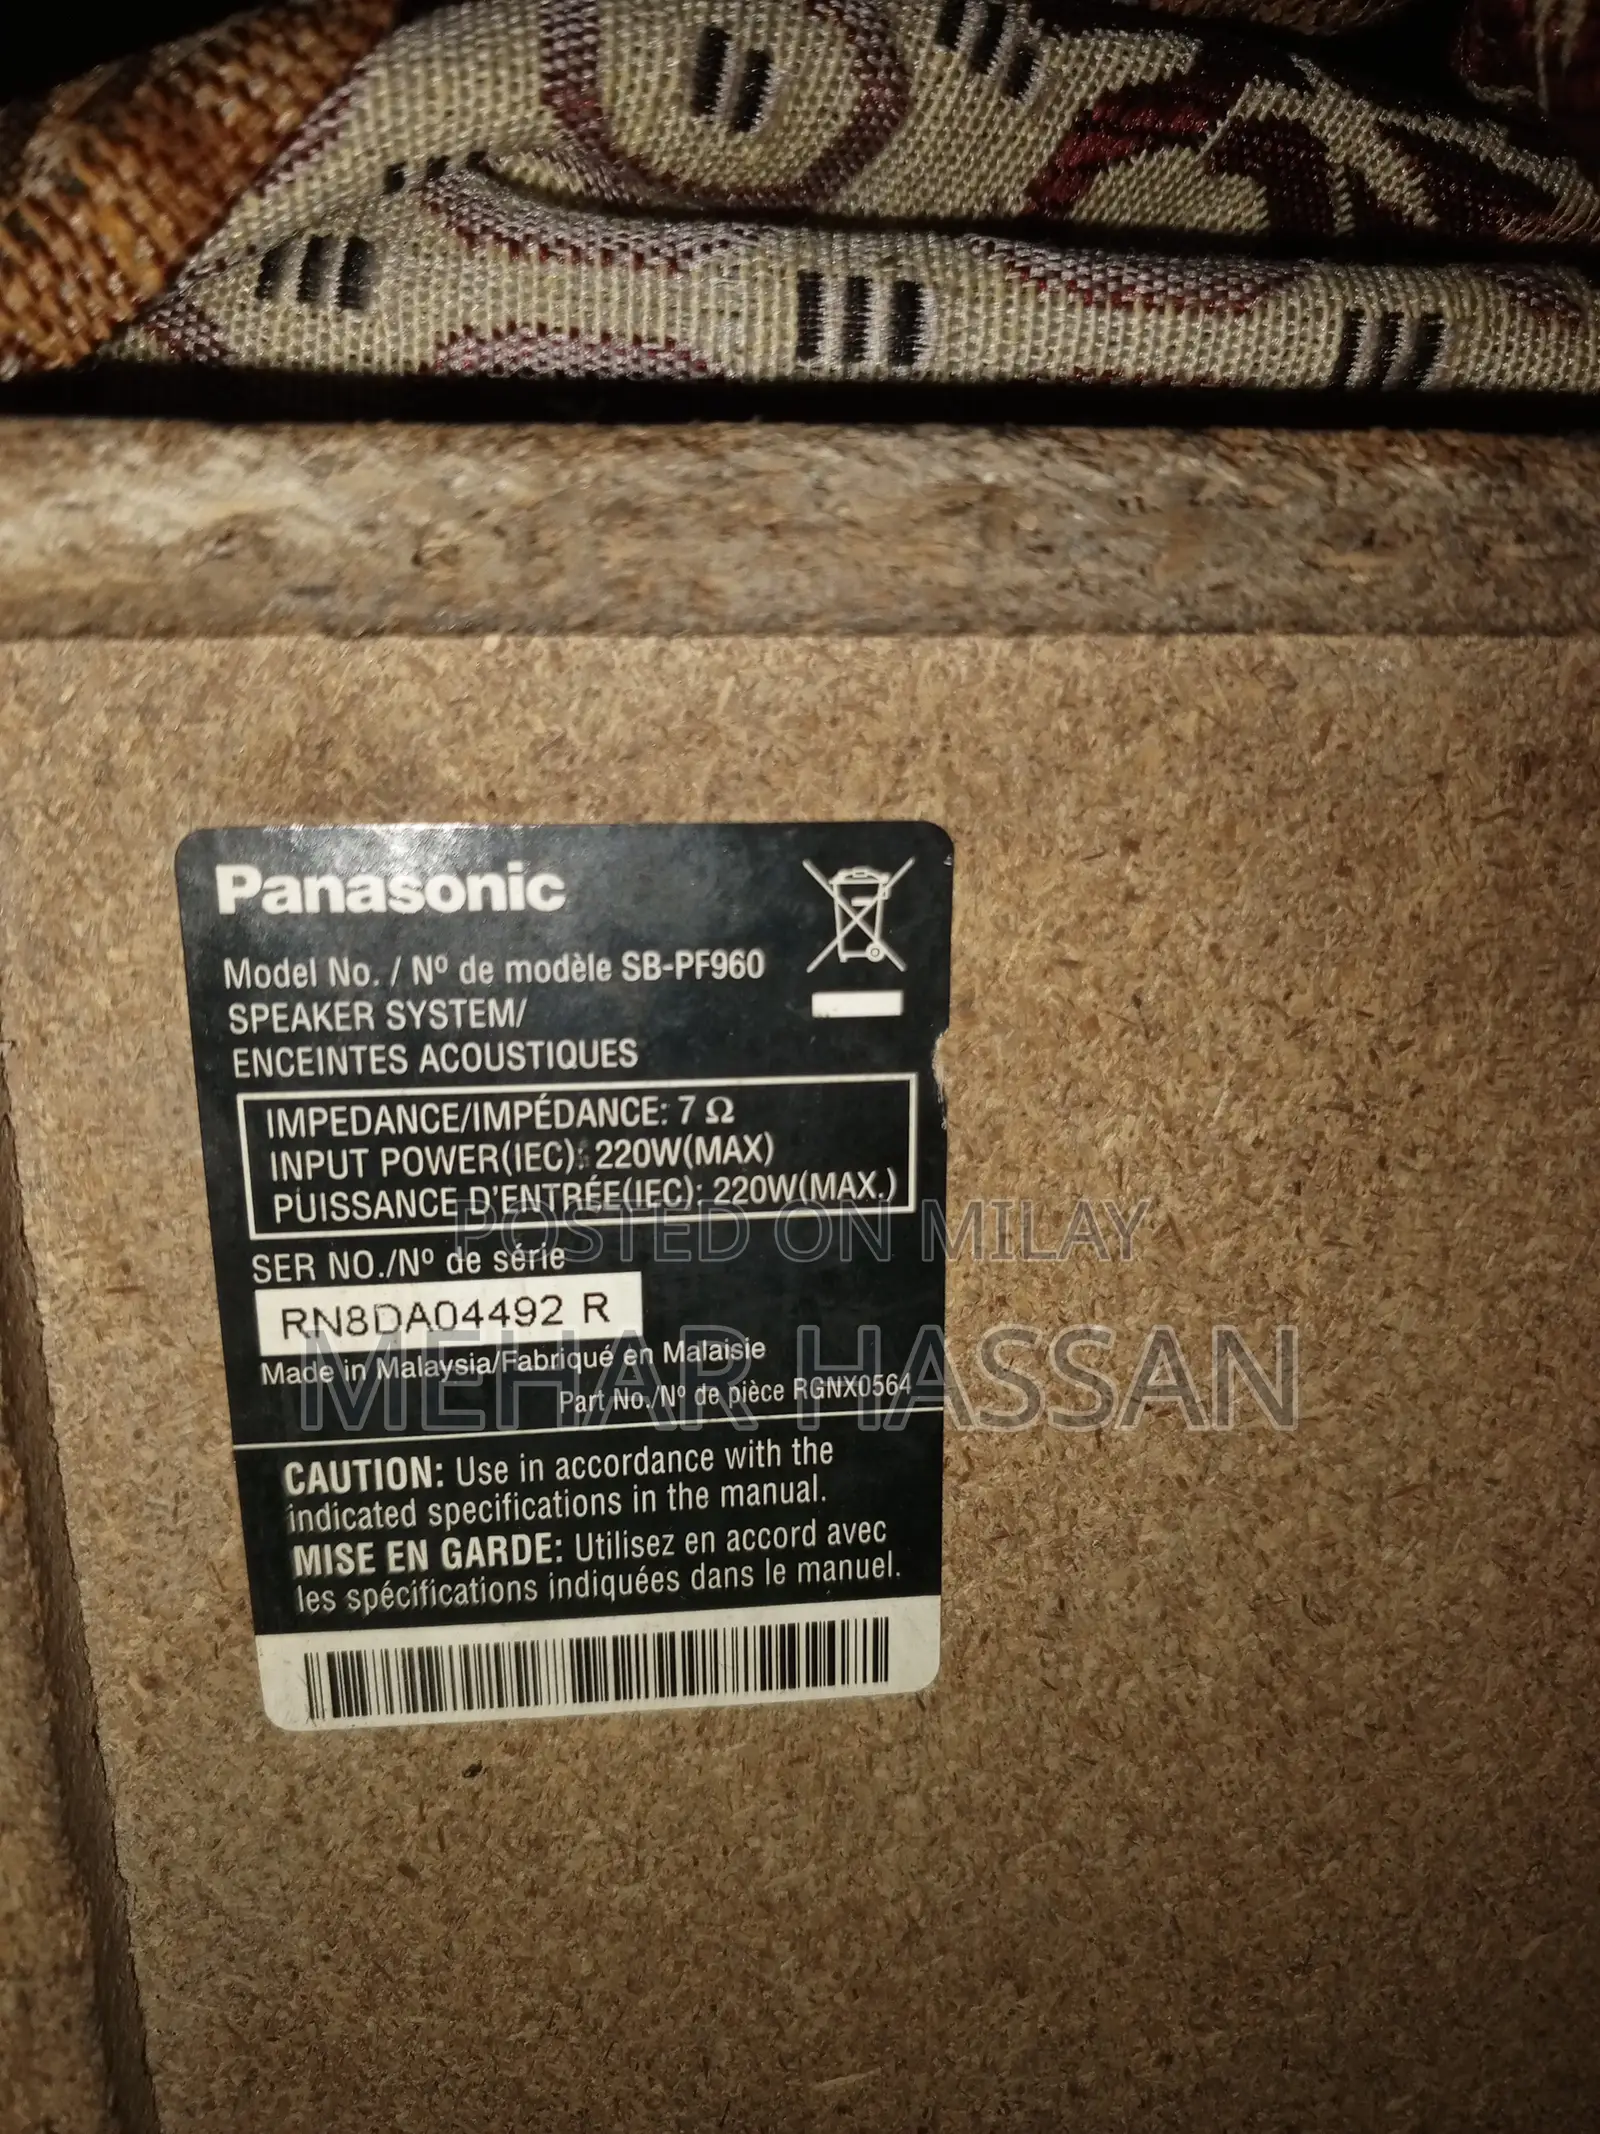 Panasonic
Model No. / Nº de modèle SB-PF960
SPEAKER SYSTEM/
ENCEINTES ACOUSTIQUES
IMPEDANCE/IMPÉDANCE: 7 Ω
INPUT POWER(IEC): 220W(MAX)
PUISSANCE D'ENTRÉE(IEC): 220W(MAX.)
POSTED ON MILAY
SER NO./Nº de série
RN8DA04492 R
MEHAR HASSAN
Made in Malaysia/Fabriqué en Malaisie
Part No./Nº de pièce RGNX0564
CAUTION: Use in accordance with the
indicated specifications in the manual.
MISE EN GARDE: Utilisez en accord avec
les spécifications indiquées dans le manuel.